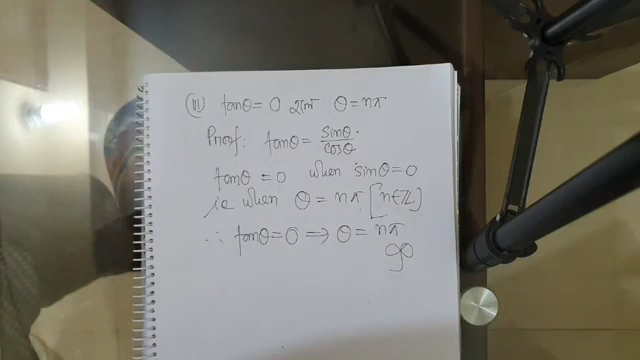 (III) tanθ = 0 হলে θ = nπ
Proof: tanθ = sinθ/cosθ.
tanθ = 0 when sinθ = 0
ie when θ = nπ. [n∈ℤ]
∴ tanθ = 0 ⟹ θ = nπ